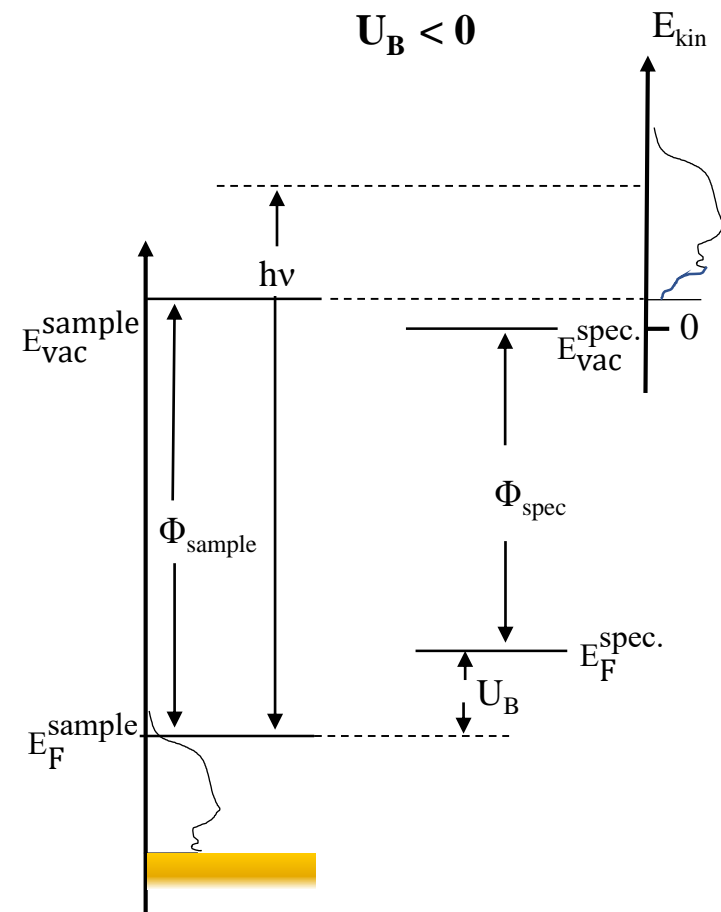 U_B < 0
E_kin
hν
E_vac^sample
E_vac^spec.
0
Φ_spec
Φ_sample
E_F^spec.
U_B
E_F^sample